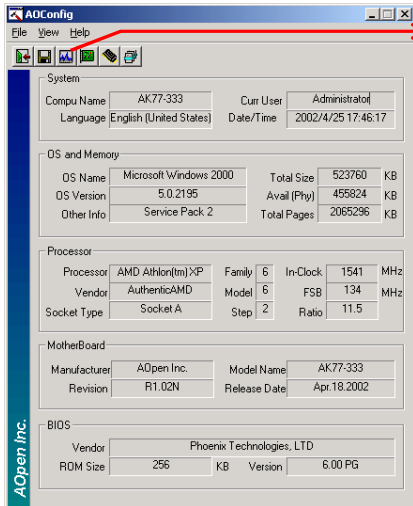 AOConfig
File View Help
System
Compu Name AK77-333 Curr User Administrator
Language English (United States) Date/Time 2002/4/25 17:46:17
OS and Memory
OS Name Microsoft Windows 2000 Total Size 523760 KB
OS Version 5.0.2195 Avail (Phy) 455824 KB
Other Info Service Pack 2 Total Pages 2065296 KB
Processor
Processor AMD Athlon(tm) XP Family 6 In-Clock 1541 MHz
Vendor AuthenticAMD Model 6 FSB 134 MHz
Socket Type Socket A Step 2 Ratio 11.5
MotherBoard
Manufacturer AOpen Inc. Model Name AK77-333
Revision R1.02N Release Date Apr.18.2002
BIOS
Vendor Phoenix Technologies, LTD
ROM Size 256 KB Version 6.00 PG
AOpen Inc.